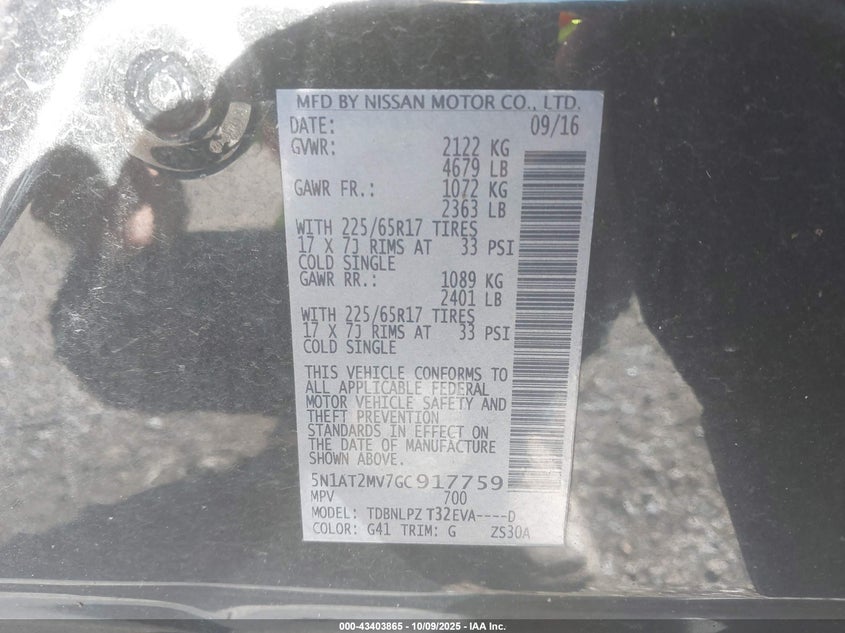 MFD BY NISSAN MOTOR CO., LTD.
DATE: 09/16
GVWR: 2122 KG
4679 LB
GAWR FR.: 1072 KG
2363 LB
WITH 225/65R17 TIRES
17 X 7J RIMS AT 33 PSI
COLD SINGLE
GAWR RR.: 1089 KG
2401 LB
WITH 225/65R17 TIRES
17 X 7J RIMS AT 33 PSI
COLD SINGLE
THIS VEHICLE CONFORMS TO
ALL APPLICABLE FEDERAL
MOTOR VEHICLE SAFETY AND
THEFT PREVENTION
STANDARDS IN EFFECT ON
THE DATE OF MANUFACTURE
SHOWN ABOVE.
5N1AT2MV7GC917759
MPV 700
MODEL: TDBNLPZ T32EVA----D
COLOR: G41 TRIM: G ZS30A
000-43403865 - 10/09/2025 - IAA Inc.